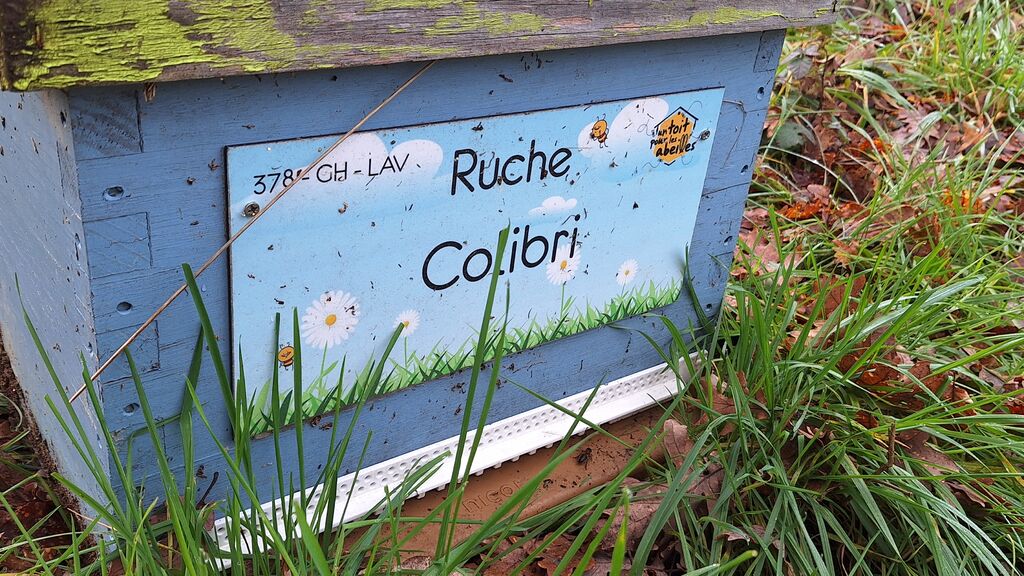 GH - LAV
Ruche
Colibri
un toit
pour les
abeilles